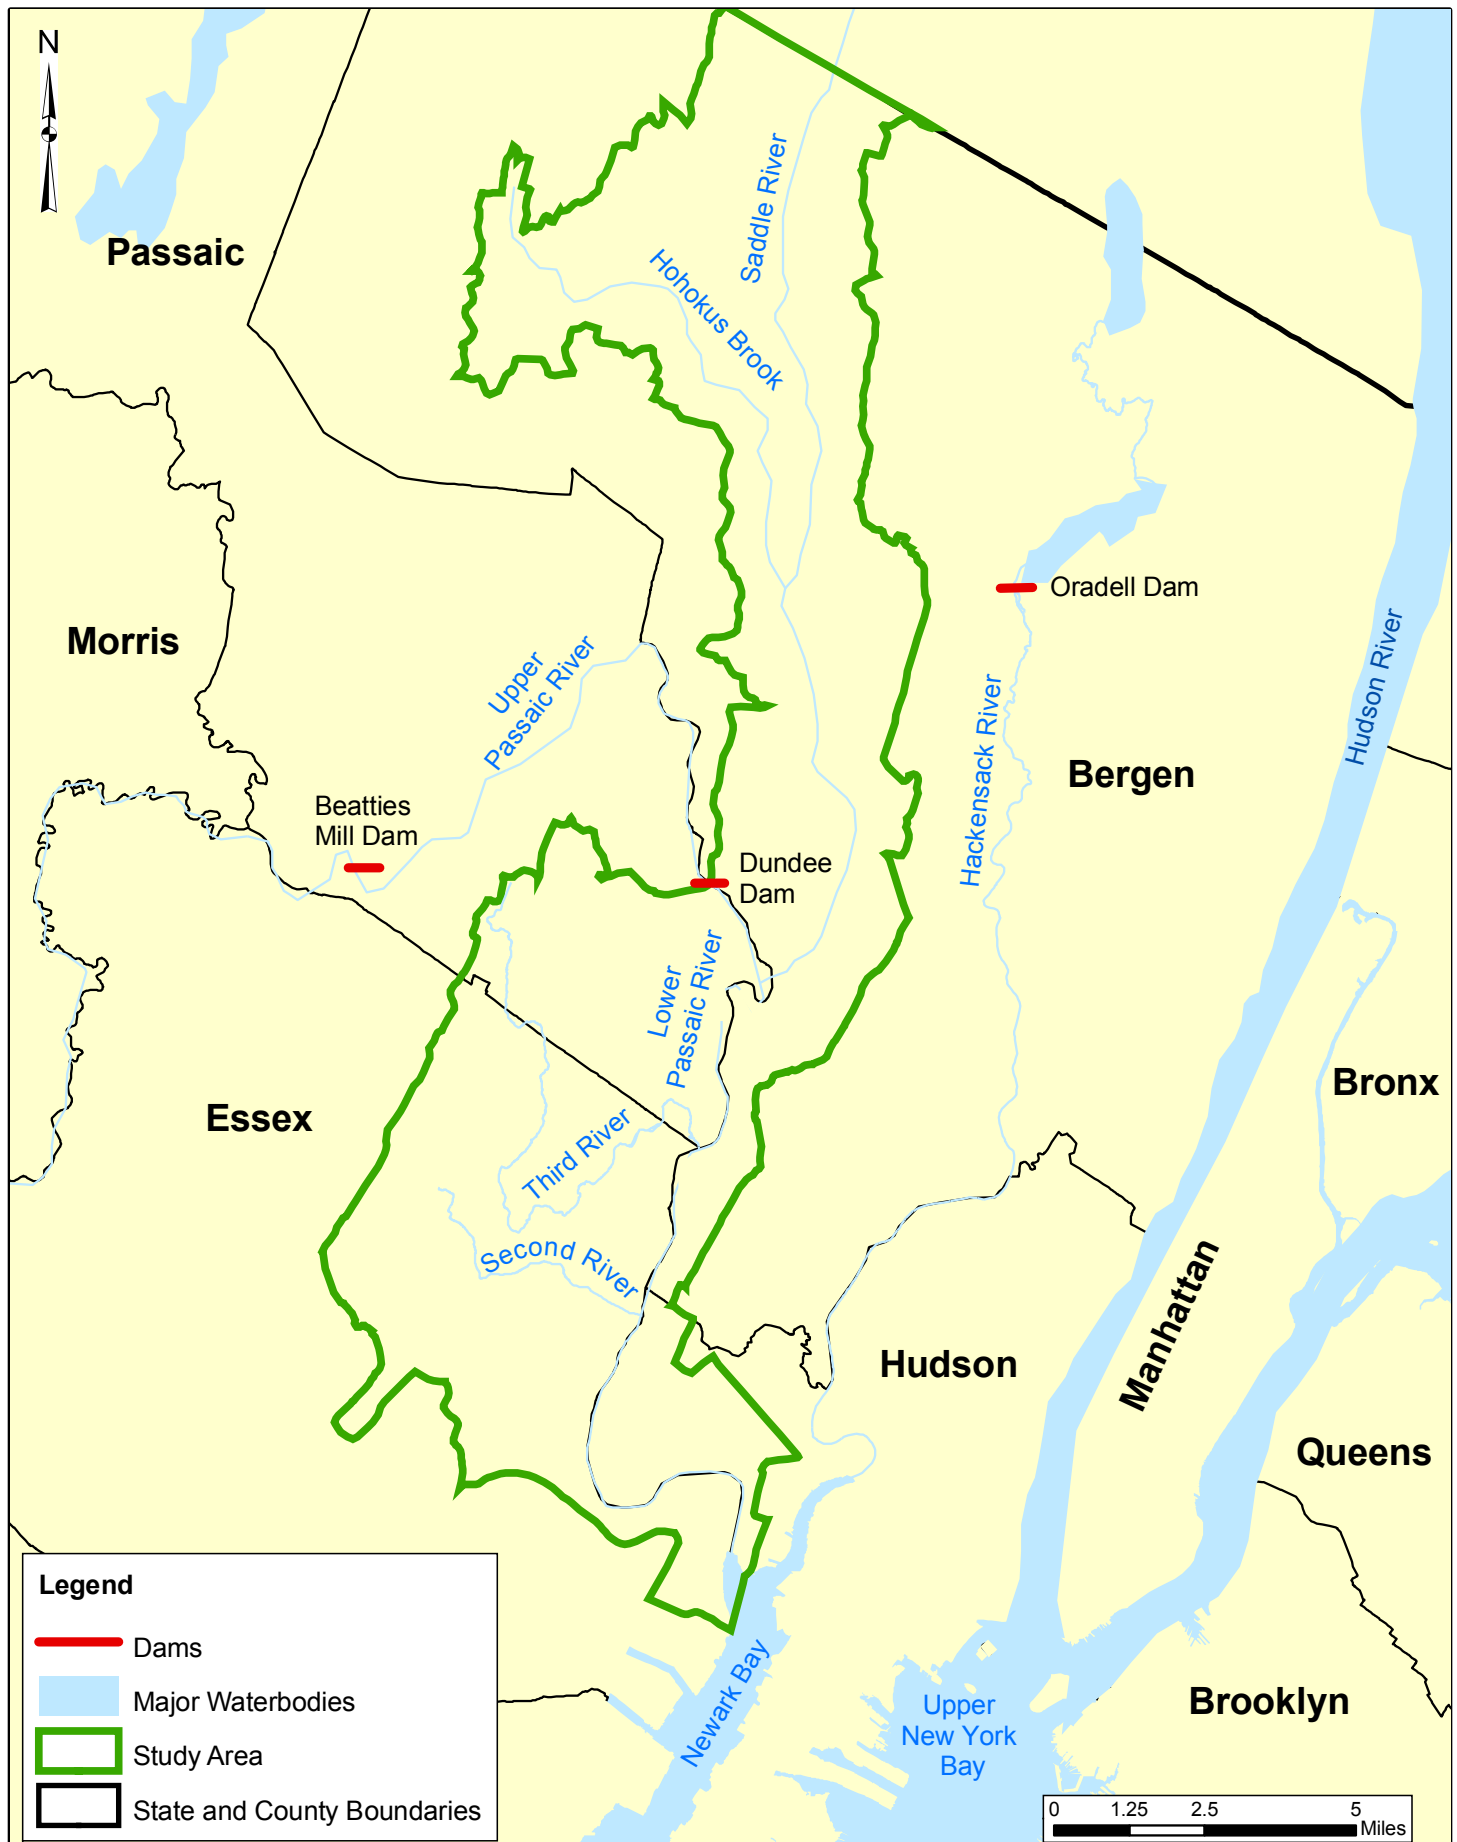 N
Passaic
Saddle River
Hohokus Brook
Oradell Dam
Morris
Upper
Passaic River
Hackensack River
Hudson River
Bergen
Beatties
Mill Dam
Dundee
Dam
Lower
Passaic River
Essex
Bronx
Third River
Second River
Manhattan
Hudson
Queens
Newark Bay
Upper
New York
Bay
Brooklyn
Legend
Dams
Major Waterbodies
Study Area
State and County Boundaries
0 1.25 2.5 5
Miles